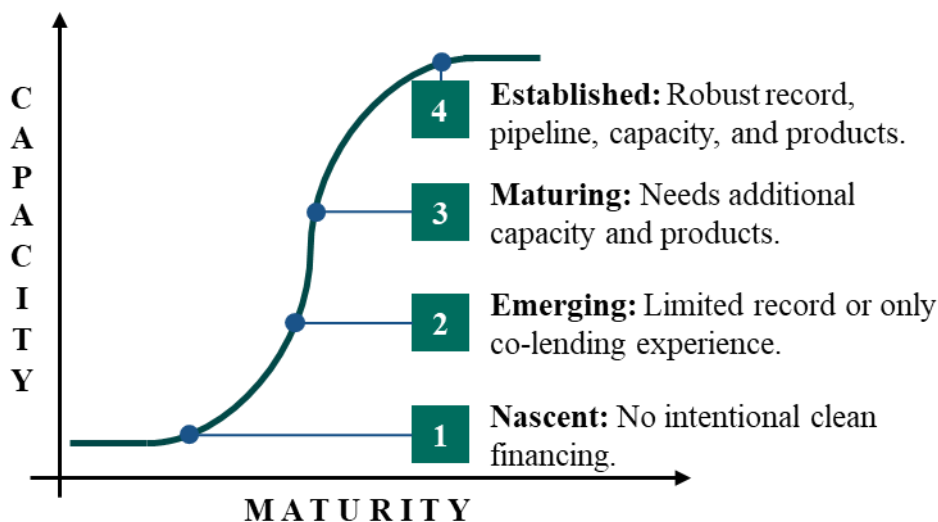 CAPACITY
4
Established: Robust record,
pipeline, capacity, and products.
3
Maturing: Needs additional
capacity and products.
2
Emerging: Limited record or only
co-lending experience.
1
Nascent: No intentional clean
financing.
MATURITY